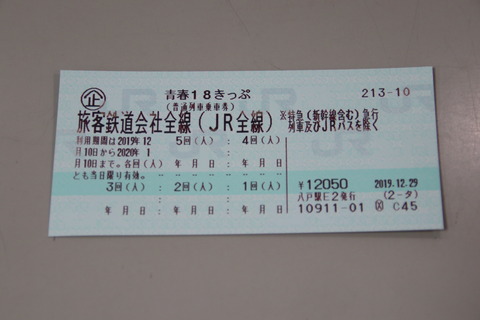 企 青春18きっぷ 213-10
(普通列車乗車券)
旅客鉄道会社全線(JR全線) ※特急(新幹線含む)急行
列車及びJRバスを除く
利用期間は2019年12 5回(人) : 4回(人)
月10日から2020年 1
月10日まで。各回(人) 年 月 日 : 年 月 日
とも当日限り有効。
3回(人) : 2回(人) : 1回(人) ¥12050 2019.12.29
八戸駅E2発行 (2-タ)
年 月 日 : 年 月 日 : 年 月 日 10911-01 C45